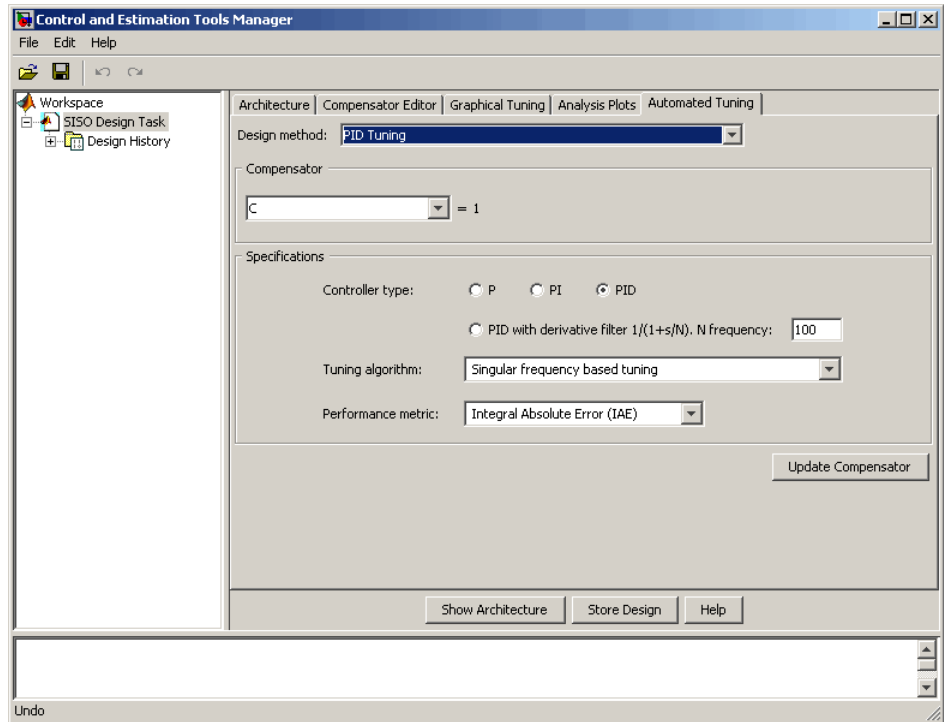 Control and Estimation Tools Manager
File Edit Help
Workspace
SISO Design Task
Design History
Architecture Compensator Editor Graphical Tuning Analysis Plots Automated Tuning
Design method: PID Tuning
Compensator
C = 1
Specifications
Controller type: P PI PID
PID with derivative filter 1/(1+s/N). N frequency: 100
Tuning algorithm: Singular frequency based tuning
Performance metric: Integral Absolute Error (IAE)
Update Compensator
Show Architecture Store Design Help
Undo